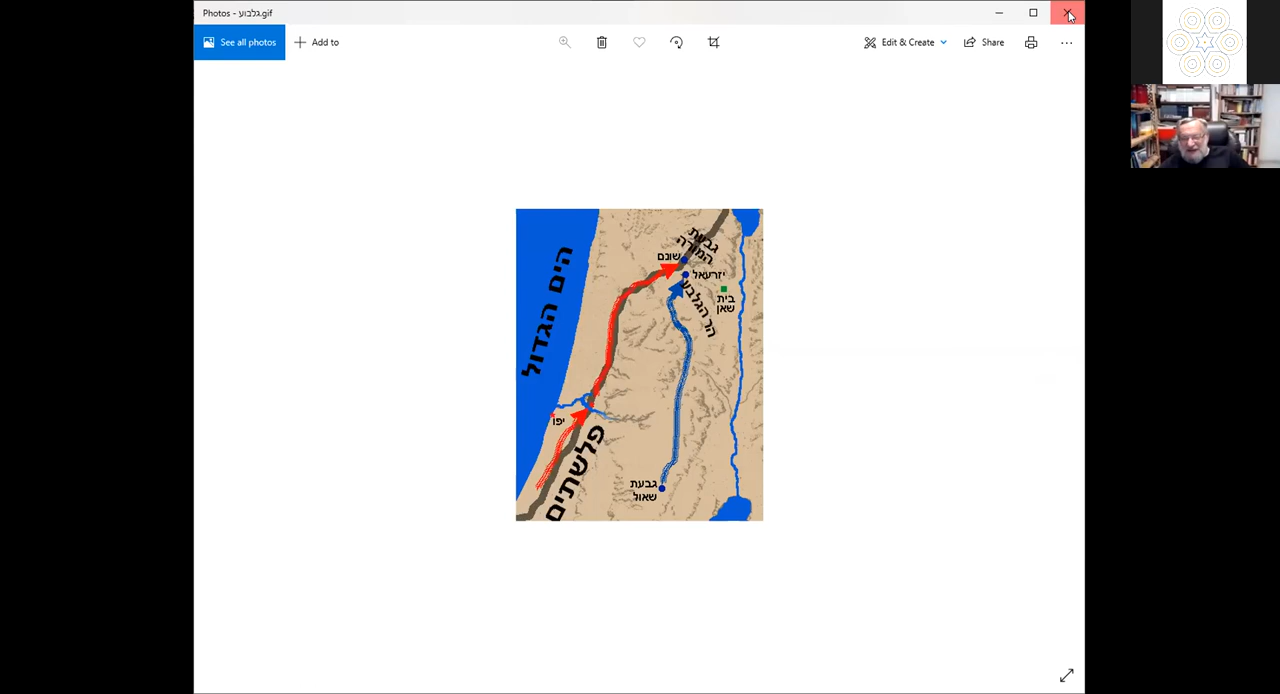 Photos - גלבוע.gif
See all photos
Add to
Edit & Create
Share
הים הגדול
גבעת
המורה
שונם
יזרעאל
הר הגלבע
בית
שאן
יפו
פלשתים
גבעת
שאול